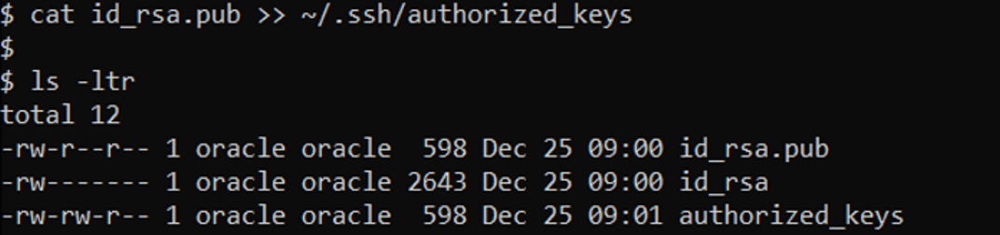 $ cat id_rsa.pub >> ~/.ssh/authorized_keys
$
$ ls -ltr
total 12
-rw-r--r-- 1 oracle oracle  598 Dec 25 09:00 id_rsa.pub
-rw------- 1 oracle oracle 2643 Dec 25 09:00 id_rsa
-rw-rw-r-- 1 oracle oracle  598 Dec 25 09:01 authorized_keys